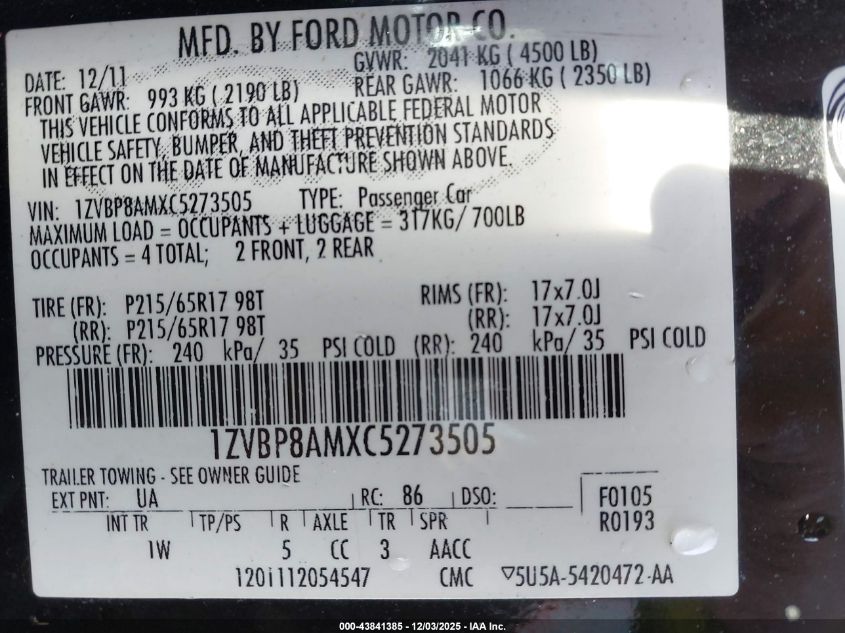 MFD. BY FORD MOTOR CO.
DATE: 12/11 GVWR: 2041 KG ( 4500 LB)
FRONT GAWR: 993 KG ( 2190 LB) REAR GAWR: 1066 KG ( 2350 LB)
THIS VEHICLE CONFORMS TO ALL APPLICABLE FEDERAL MOTOR
VEHICLE SAFETY, BUMPER, AND THEFT PREVENTION STANDARDS
IN EFFECT ON THE DATE OF MANUFACTURE SHOWN ABOVE.
VIN: 1ZVBP8AMXC5273505 TYPE: Passenger Car
MAXIMUM LOAD = OCCUPANTS + LUGGAGE = 317KG/ 700LB
OCCUPANTS = 4 TOTAL; 2 FRONT, 2 REAR
TIRE (FR): P215/65R17 98T RIMS (FR): 17x7.0J
(RR): P215/65R17 98T (RR): 17x7.0J
PRESSURE (FR): 240 kPa/ 35 PSI COLD (RR): 240 kPa/ 35 PSI COLD
1ZVBP8AMXC5273505
TRAILER TOWING - SEE OWNER GUIDE
EXT PNT: UA RC: 86 DSO: F0105
INT TR TP/PS R AXLE TR SPR R0193
1W 5 CC 3 AACC
120111205454​7 CMC ▽5U5A-5420472-AA
000-43841385 - 12/03/2025 - IAA Inc.